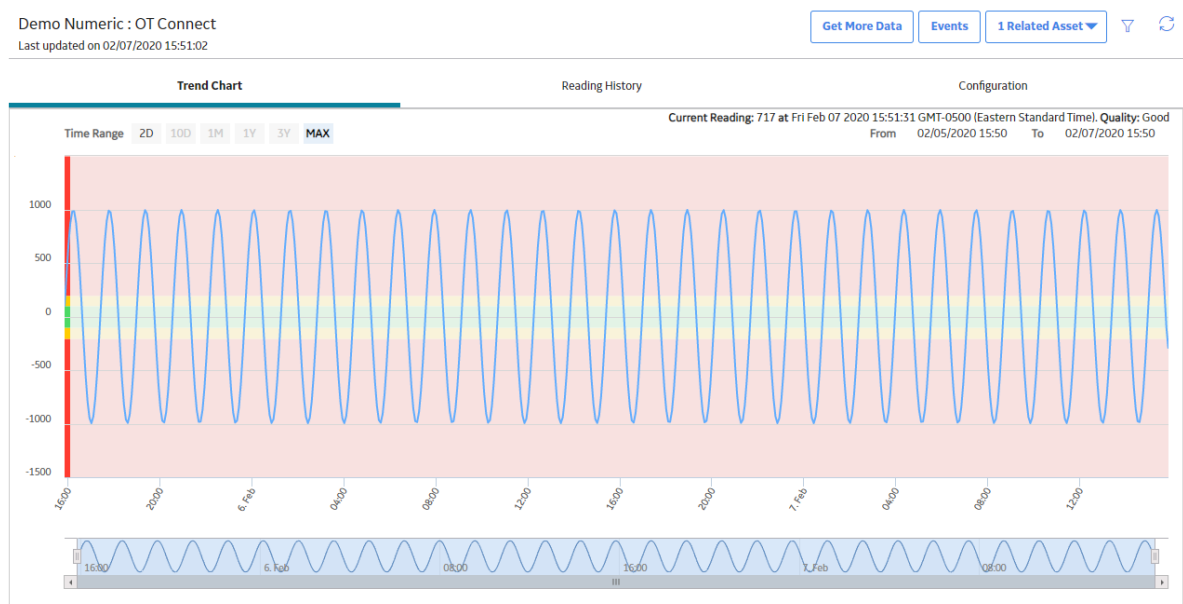 Demo Numeric : OT Connect
Last updated on 02/07/2020 15:51:02
Get More Data
Events
1 Related Asset
Trend Chart
Reading History
Configuration
Current Reading: 717 at Fri Feb 07 2020 15:51:31 GMT-0500 (Eastern Standard Time). Quality: Good
Time Range 2D 10D 1M 1Y 3Y MAX
From 02/05/2020 15:50 To 02/07/2020 15:50
1000
500
0
-500
-1000
-1500
16:00 20:00 6. Feb 04:00 08:00 12:00 16:00 20:00 7. Feb 04:00 08:00 12:00
16:00 6. Feb 08:00 16:00 7. Feb 08:00